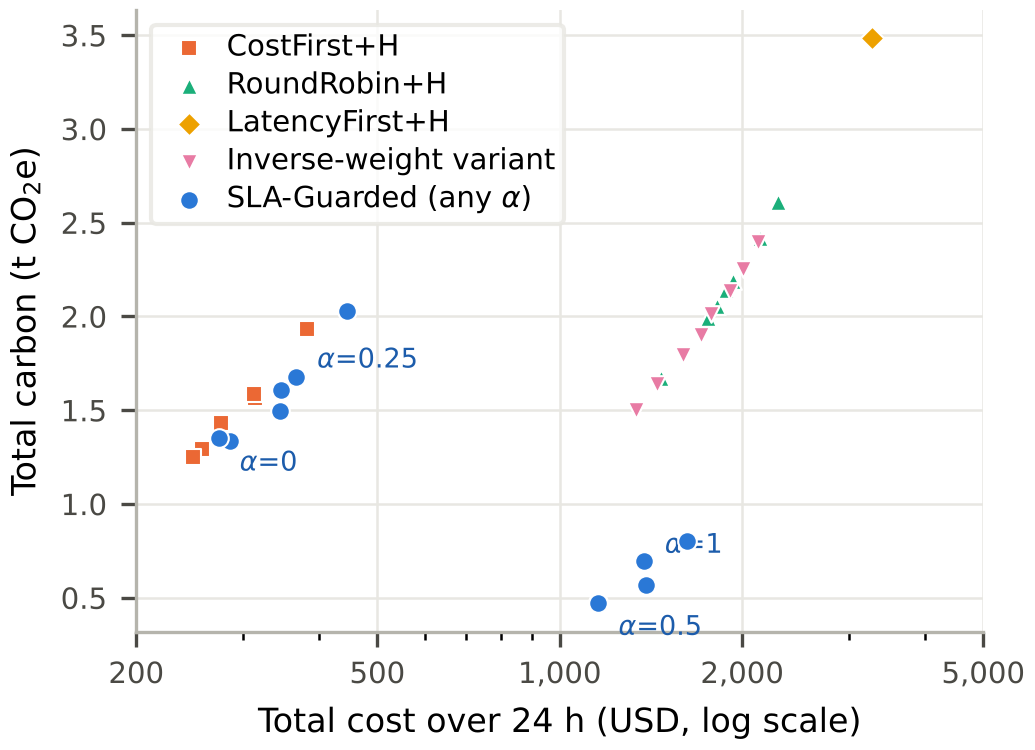 3.5
3.0
2.5
2.0
1.5
1.0
0.5
Total carbon (t CO₂e)
CostFirst+H
RoundRobin+H
LatencyFirst+H
Inverse-weight variant
SLA-Guarded (any α)
α=0.25
α=0
α=1
α=0.5
200
500
1,000
2,000
5,000
Total cost over 24 h (USD, log scale)